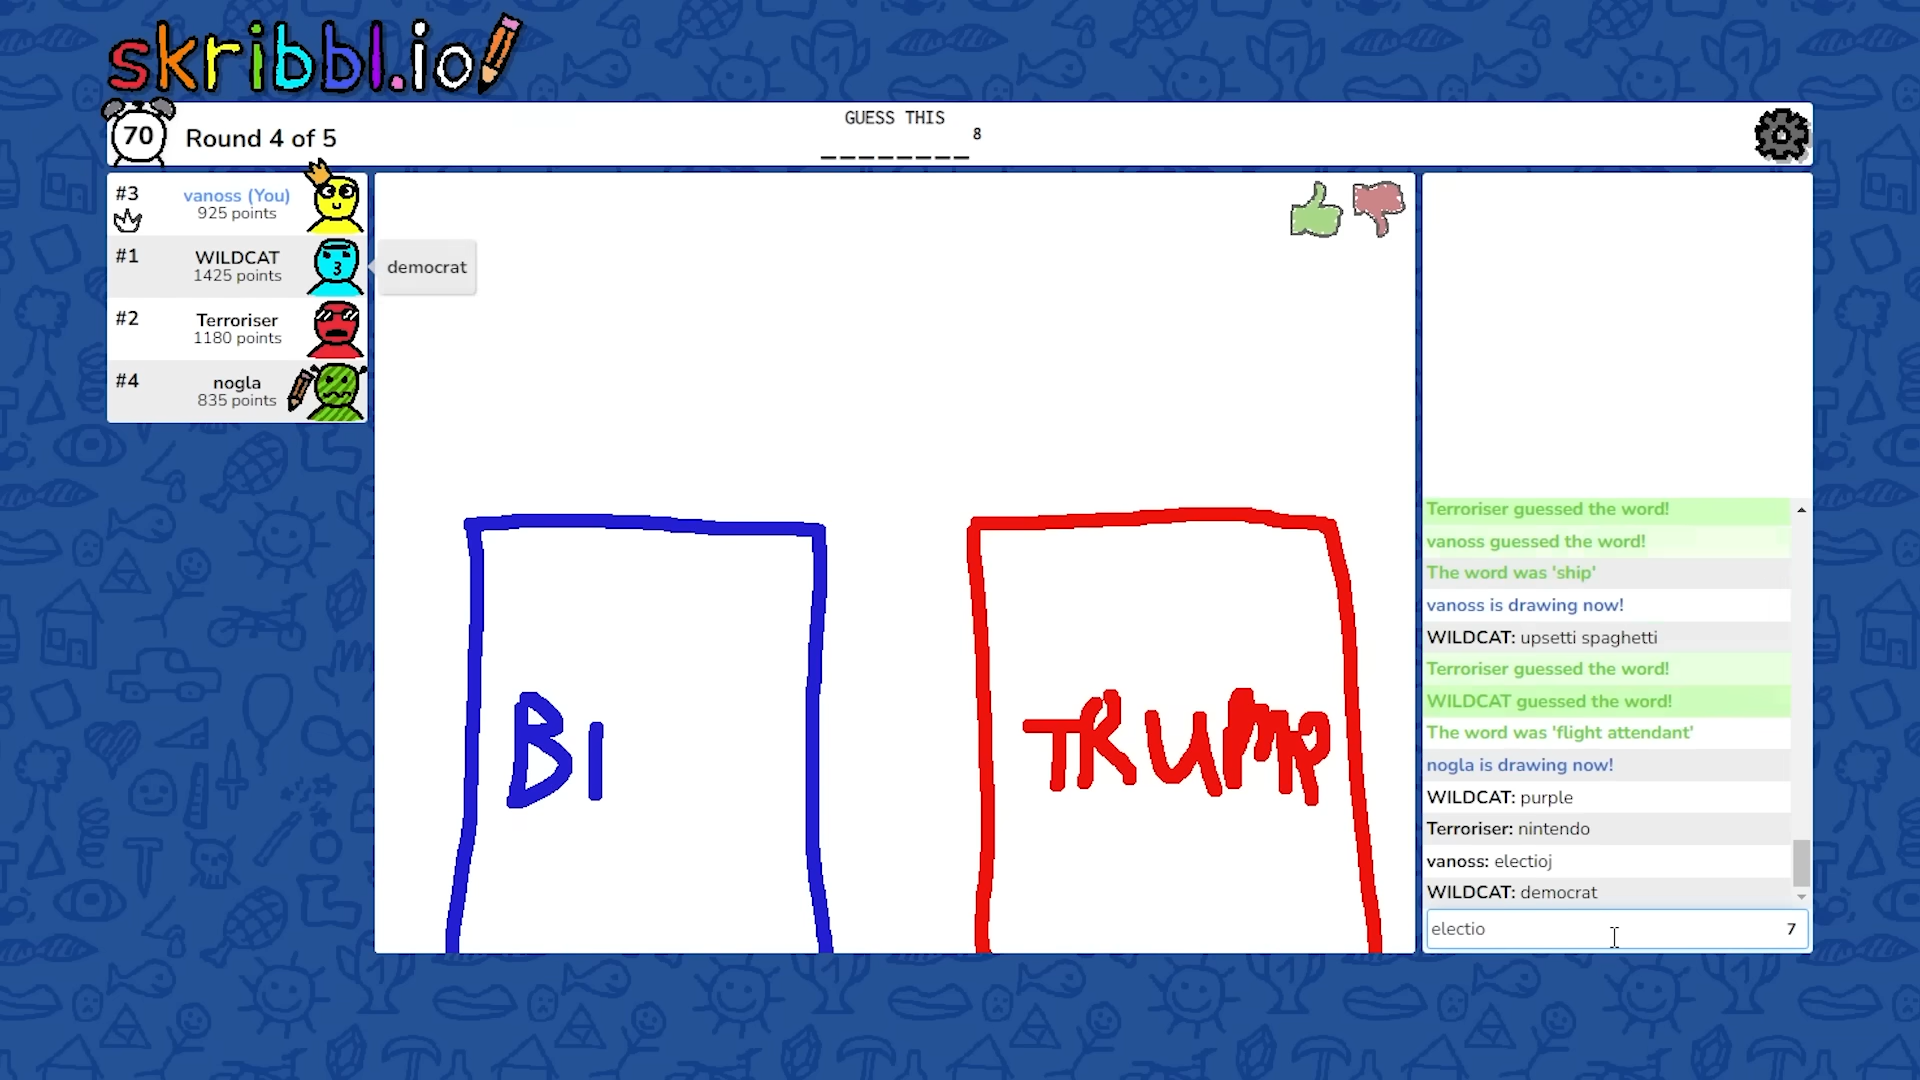 skribbl.io
70
Round 4 of 5
GUESS THIS
________ 8
#3
vanoss (You)
925 points
#1
WILDCAT
1425 points
#2
Terroriser
1180 points
#4
nogla
835 points
democrat
BI
TRUMP
Terroriser guessed the word!
vanoss guessed the word!
The word was 'ship'
vanoss is drawing now!
WILDCAT: upsetti spaghetti
Terroriser guessed the word!
WILDCAT guessed the word!
The word was 'flight attendant'
nogla is drawing now!
WILDCAT: purple
Terroriser: nintendo
vanoss: electioj
WILDCAT: democrat
electio 7